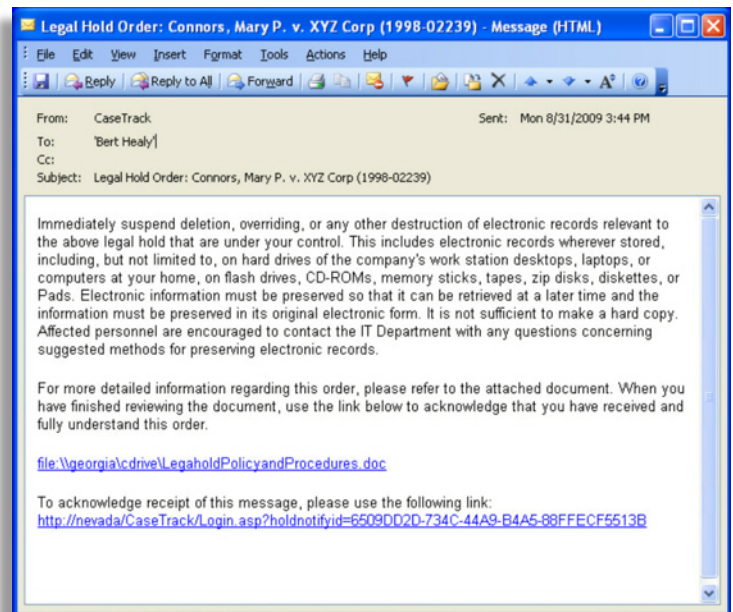 Legal Hold Order: Connors, Mary P. v. XYZ Corp (1998-02239) - Message (HTML)
File Edit View Insert Format Tools Actions Help
Reply Reply to All Forward
From: CaseTrack Sent: Mon 8/31/2009 3:44 PM
To: 'Bert Healy'
Cc:
Subject: Legal Hold Order: Connors, Mary P. v. XYZ Corp (1998-02239)
Immediately suspend deletion, overriding, or any other destruction of electronic records relevant to
the above legal hold that are under your control. This includes electronic records wherever stored,
including, but not limited to, on hard drives of the company's work station desktops, laptops, or
computers at your home, on flash drives, CD-ROMs, memory sticks, tapes, zip disks, diskettes, or
Pads. Electronic information must be preserved so that it can be retrieved at a later time and the
information must be preserved in its original electronic form. It is not sufficient to make a hard copy.
Affected personnel are encouraged to contact the IT Department with any questions concerning
suggested methods for preserving electronic records.
For more detailed information regarding this order, please refer to the attached document. When you
have finished reviewing the document, use the link below to acknowledge that you have received and
fully understand this order.
file:\\georgia\cdrive\LegaholdPolicyandProcedures.doc
To acknowledge receipt of this message, please use the following link:
http://nevada/CaseTrack/Login.asp?holdnotifyid=6509DD2D-734C-44A9-B4A5-88FFECF5513B